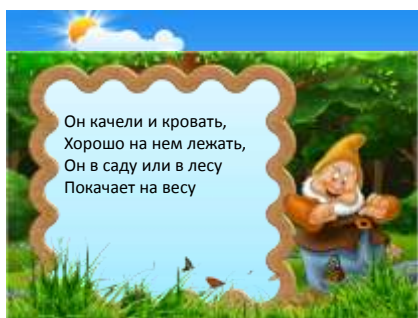 Он качели и кровать,
Хорошо на нем лежать,
Он в саду или в лесу
Покачает на весу